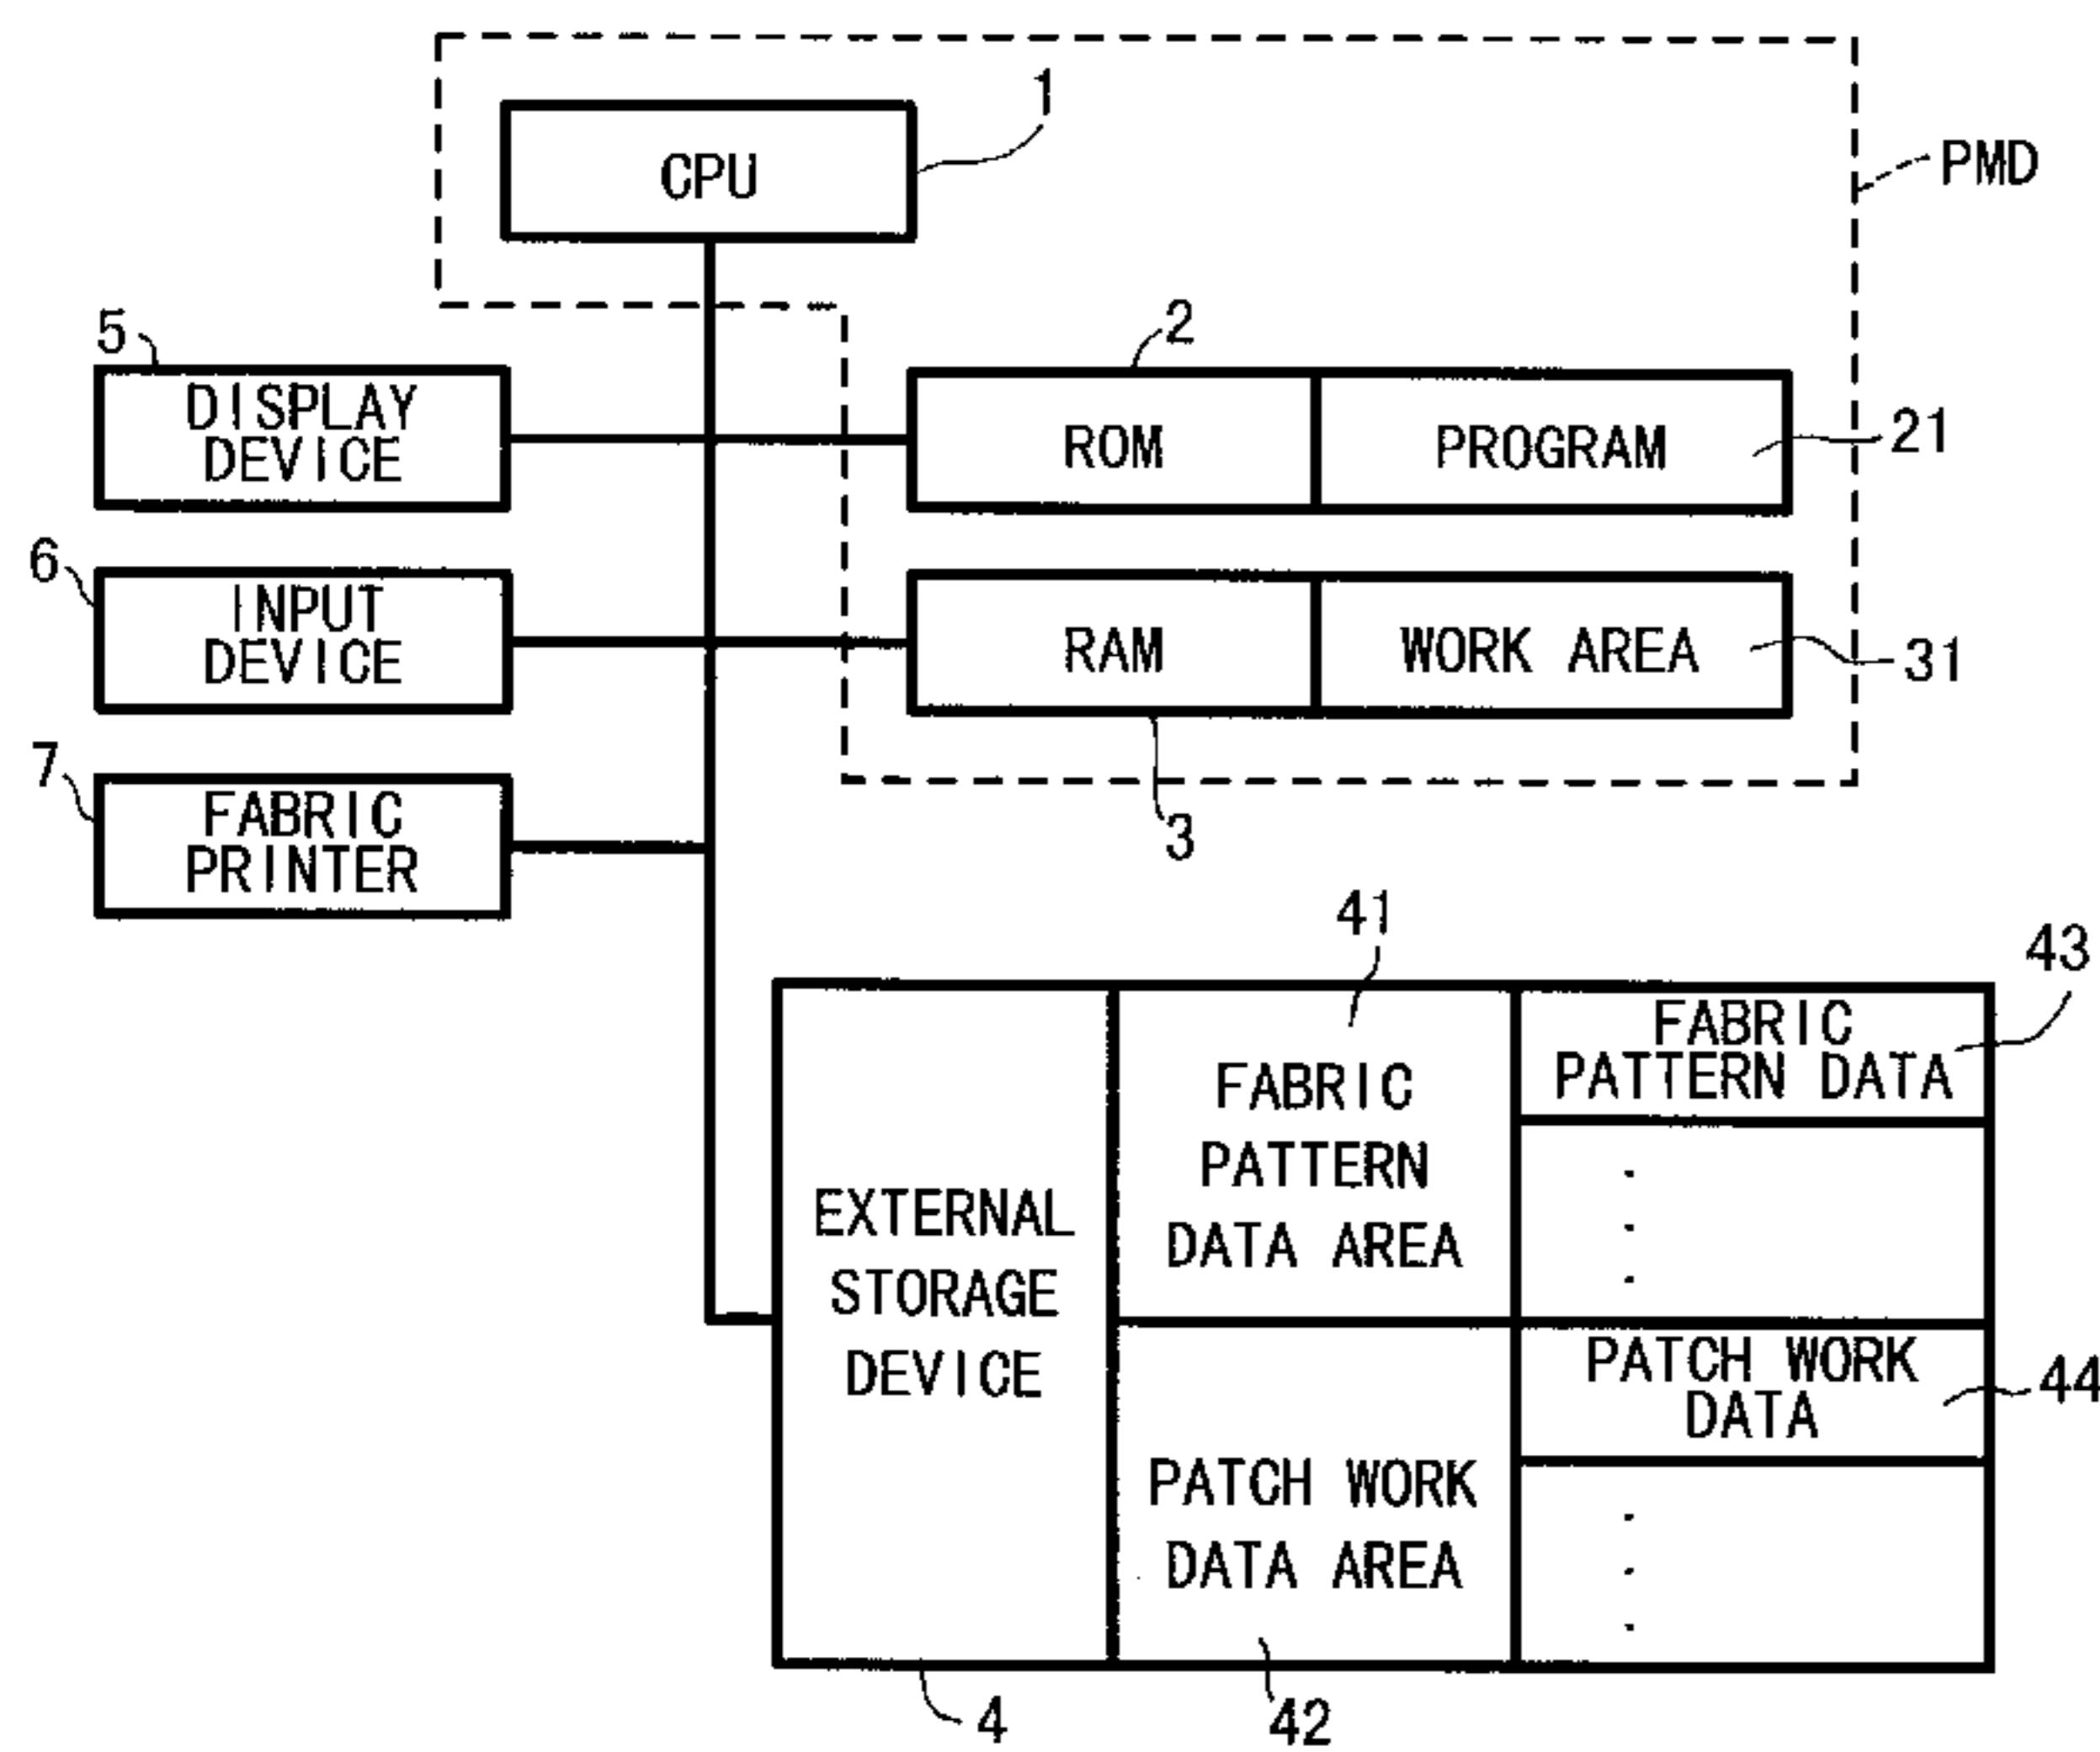 1
CPU
PMD
5
DISPLAY
DEVICE
2
ROM
PROGRAM
21
6
INPUT
DEVICE
RAM
WORK AREA
31
3
7
FABRIC
PRINTER
41
43
EXTERNAL
STORAGE
DEVICE
FABRIC
PATTERN
DATA AREA
FABRIC
PATTERN DATA
.
.
.
PATCH WORK
DATA AREA
PATCH WORK
DATA
44
.
.
.
4
42